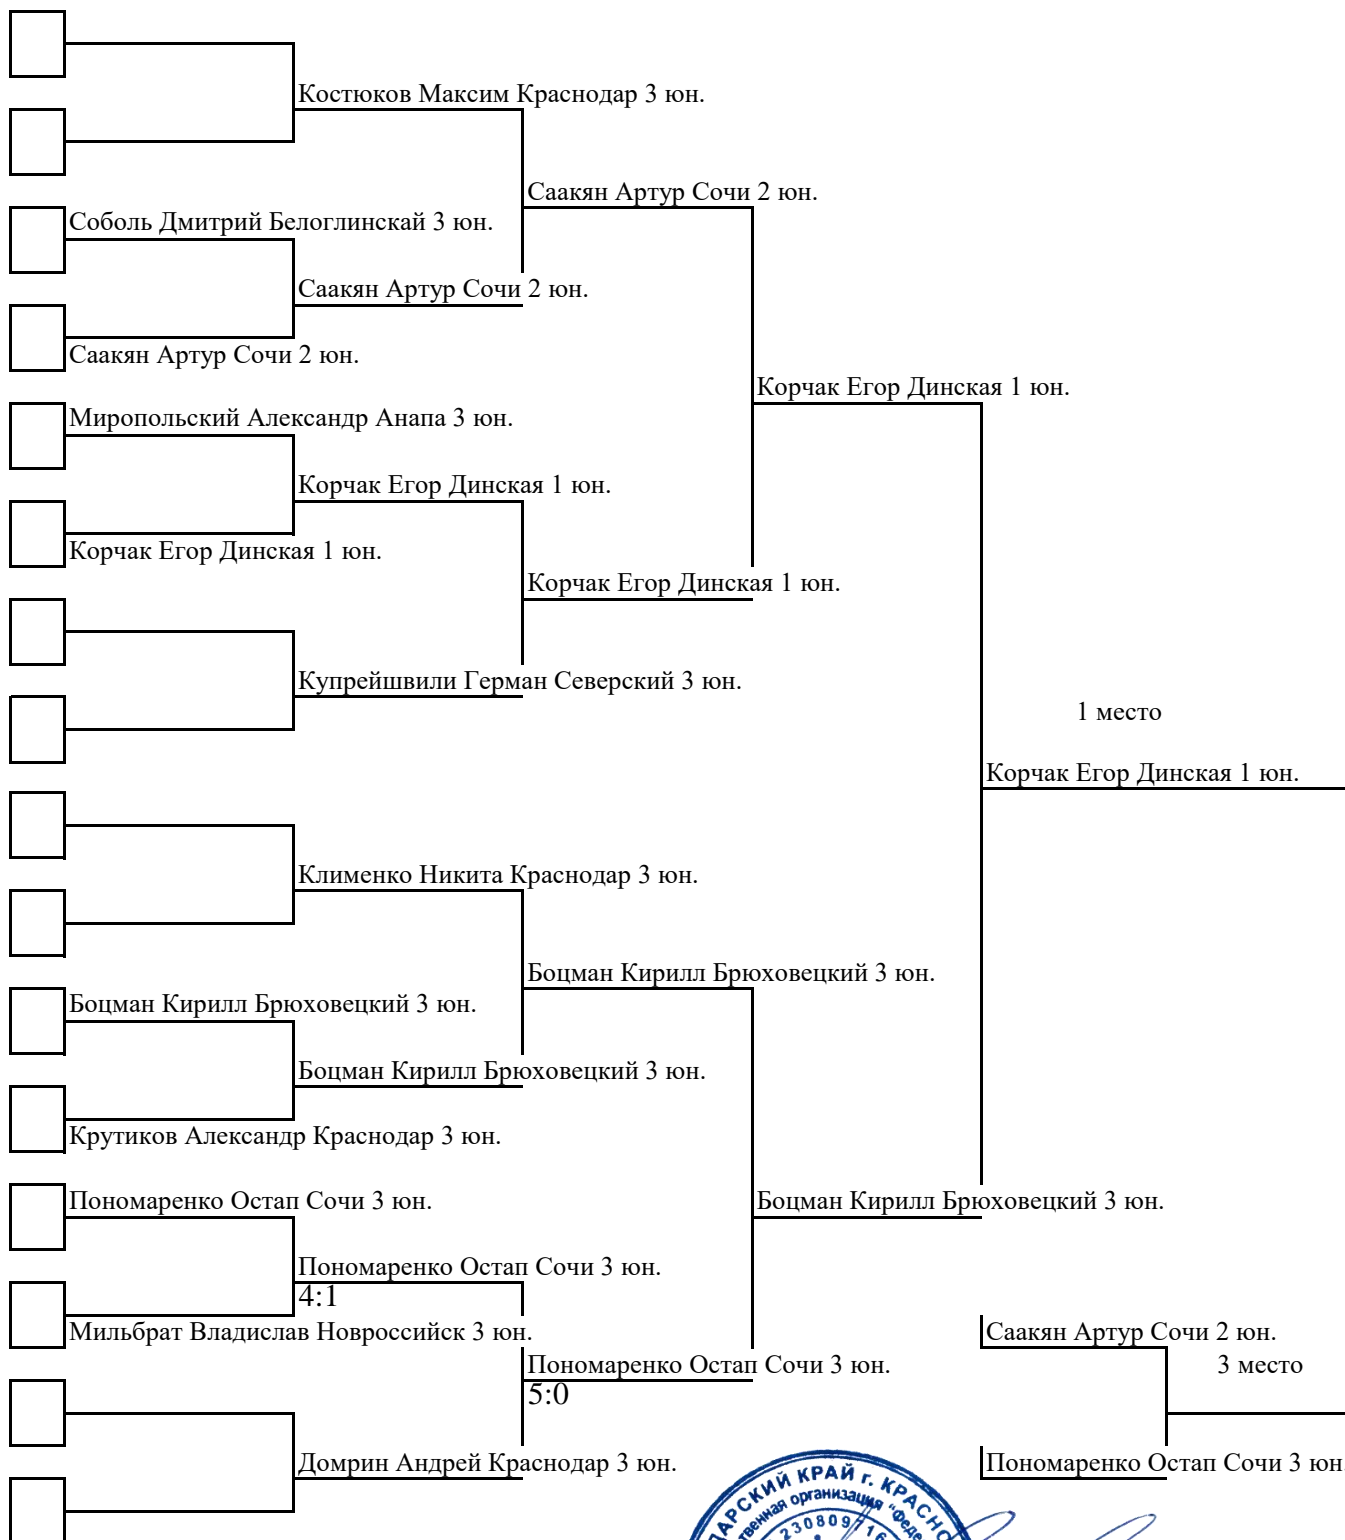 Костюков Максим Краснодар 3 юн.
Саакян Артур Сочи 2 юн.
Соболь Дмитрий Белоглинскай 3 юн.
Саакян Артур Сочи 2 юн.
Саакян Артур Сочи 2 юн.
Корчак Егор Динская 1 юн.
Миропольский Александр Анапа 3 юн.
Корчак Егор Динская 1 юн.
Корчак Егор Динская 1 юн.
Корчак Егор Динская 1 юн.
Купрейшвили Герман Северский 3 юн.
1 место
Корчак Егор Динская 1 юн.
Клименко Никита Краснодар 3 юн.
Боцман Кирилл Брюховецкий 3 юн.
Боцман Кирилл Брюховецкий 3 юн.
Боцман Кирилл Брюховецкий 3 юн.
Крутиков Александр Краснодар 3 юн.
Пономаренко Остап Сочи 3 юн.
Боцман Кирилл Брюховецкий 3 юн.
Пономаренко Остап Сочи 3 юн.
4:1
Мильбрат Владислав Новроссийск 3 юн.
Саакян Артур Сочи 2 юн.
Пономаренко Остап Сочи 3 юн.
3 место
5:0
Домрин Андрей Краснодар 3 юн.
Пономаренко Остап Сочи 3 юн.
КРАЙ г.
организация